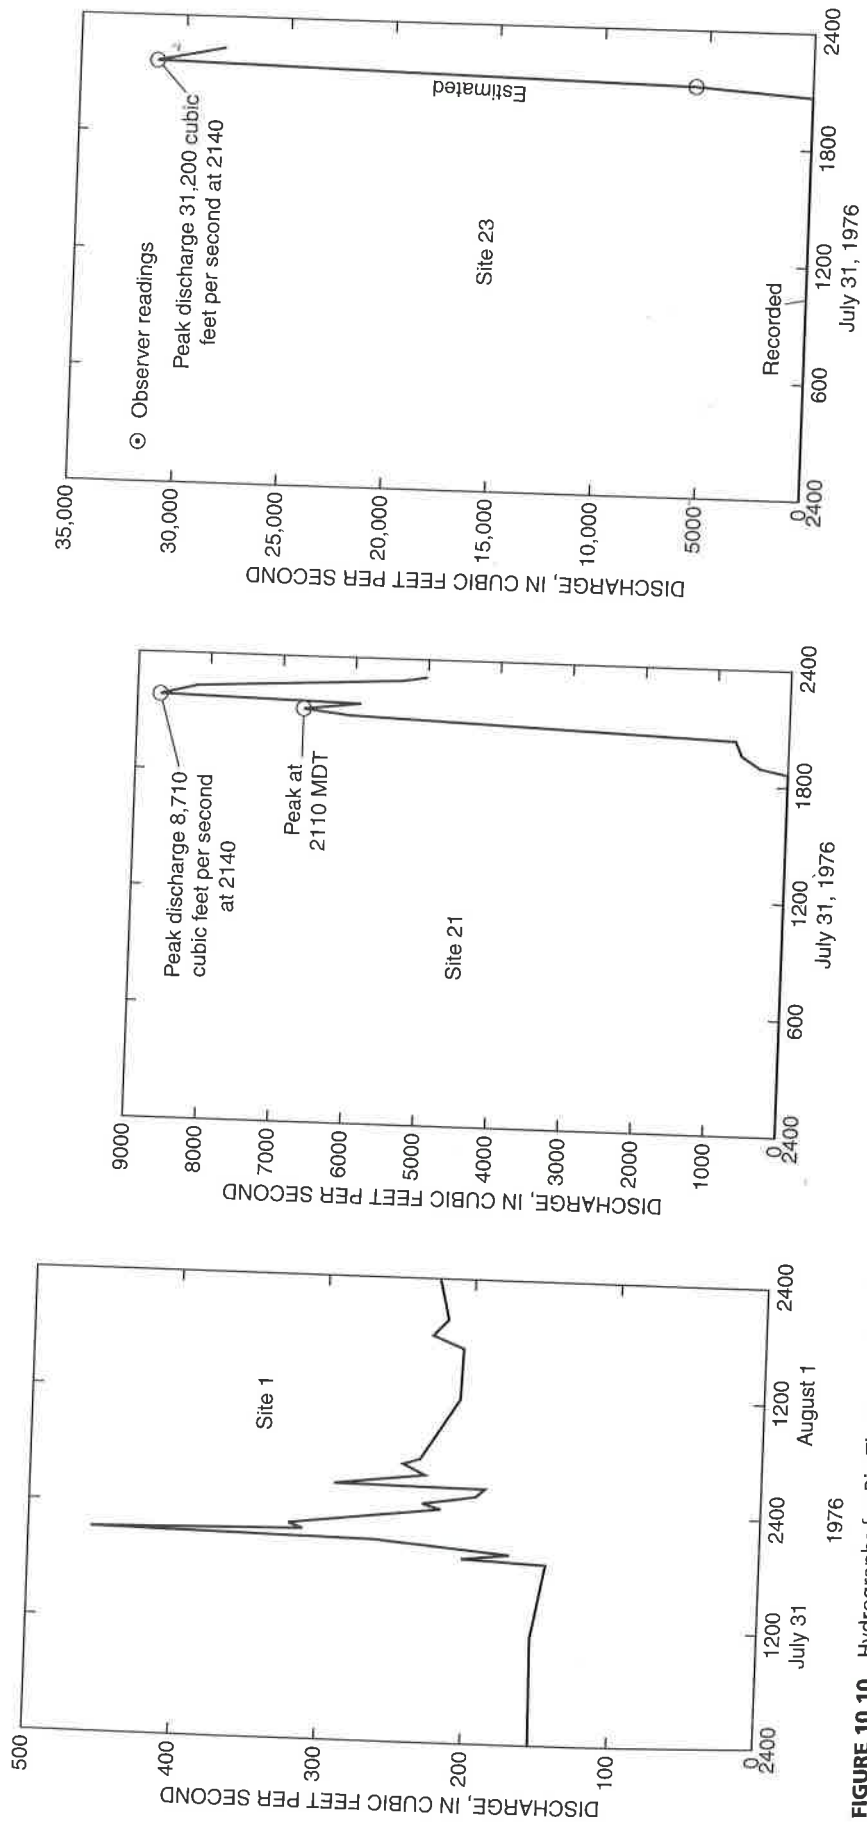 500
400
300
200
100
0
DISCHARGE, IN CUBIC FEET PER SECOND
Site 1
2400
1200
2400
1200
2400
July 31
August 1
1976
9000
8000
7000
6000
5000
4000
3000
2000
1000
0
DISCHARGE, IN CUBIC FEET PER SECOND
Peak discharge 8,710
cubic feet per second
at 2140
Peak at
2110 MDT
Site 21
2400
600
1200
1800
2400
July 31, 1976
35,000
30,000
25,000
20,000
15,000
10,000
5000
0
DISCHARGE, IN CUBIC FEET PER SECOND
Observer readings
Peak discharge 31,200 cubic
feet per second at 2140
Site 23
Estimated
Recorded
2400
600
1200
1800
2400
July 31, 1976
FIGURE 10.10 Hydrographs for Big